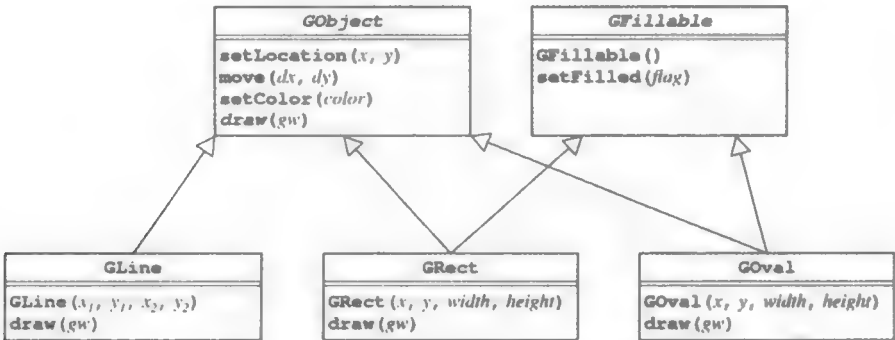 GObject
setLocation(x, y)
move(dx, dy)
setColor(color)
draw(gw)
GFillable
GFillable()
setFilled(flag)
GLine
GLine(x₁, y₁, x₂, y₂)
draw(gw)
GRect
GRect(x, y, width, height)
draw(gw)
GOval
GOval(x, y, width, height)
draw(gw)